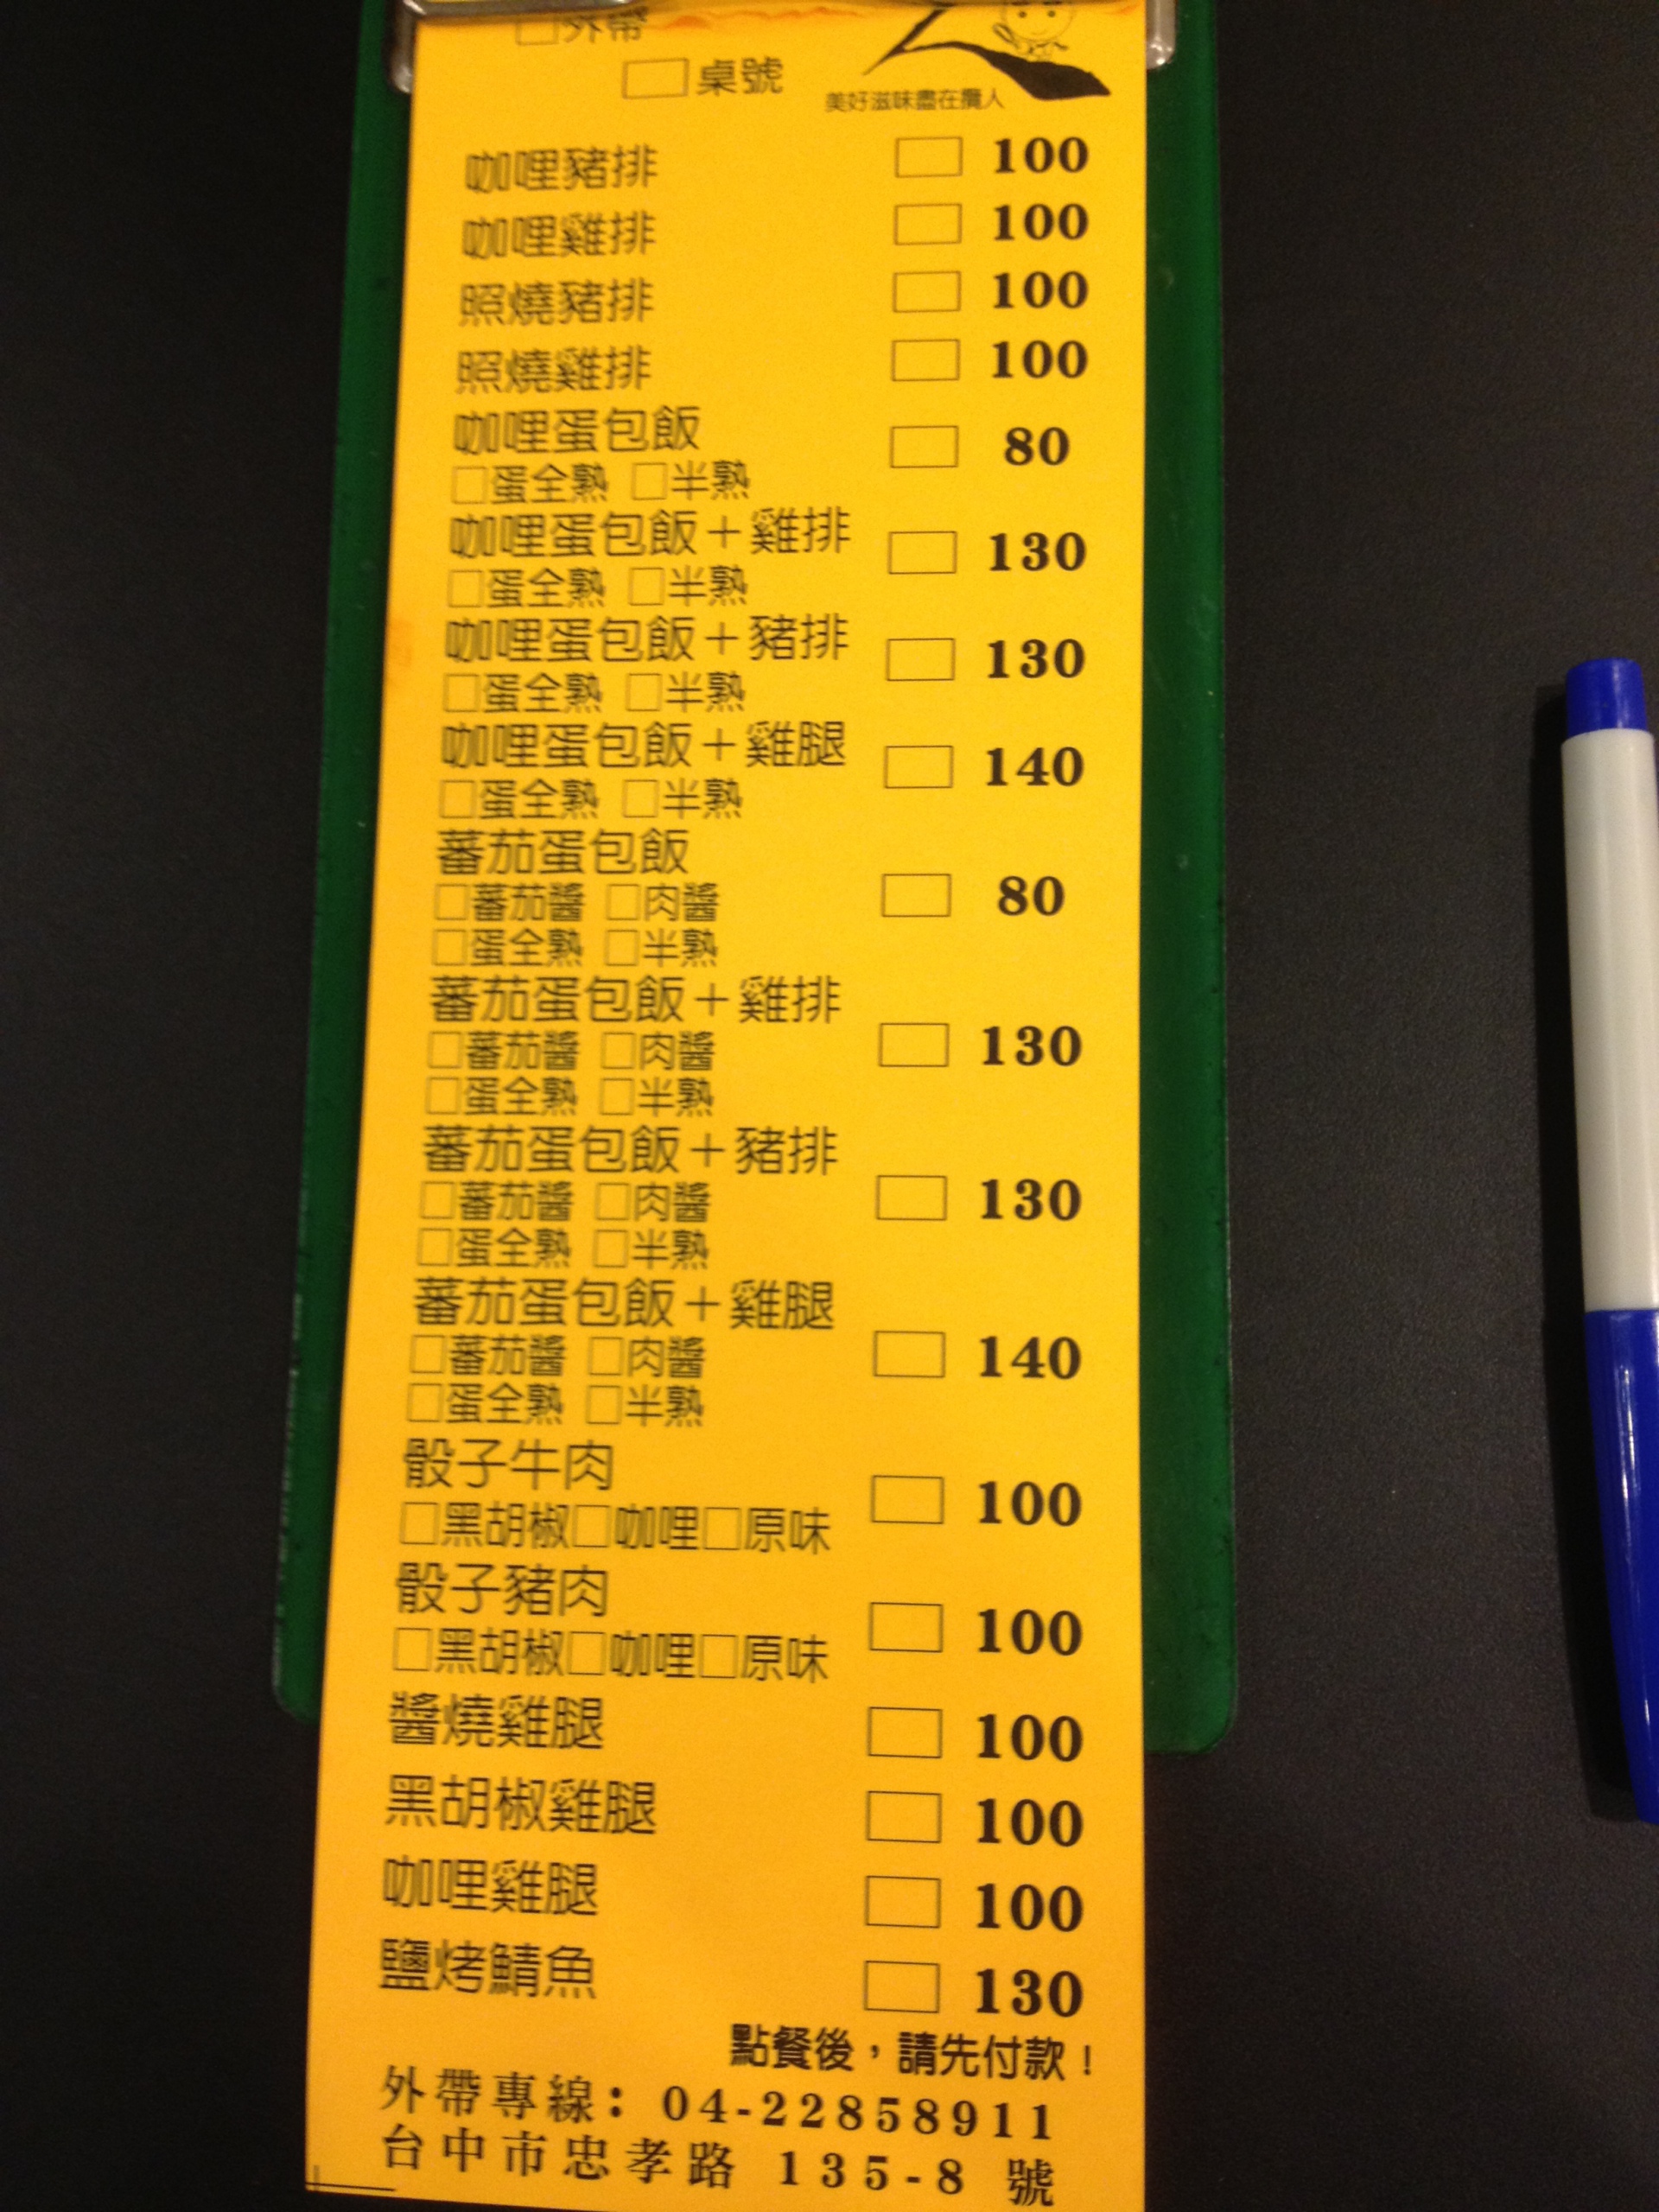 □外帶
□桌號
美好滋味盡在攬人
咖哩豬排 □ 100
咖哩雞排 □ 100
照燒豬排 □ 100
照燒雞排 □ 100
咖哩蛋包飯 □ 80
□蛋全熟 □半熟
咖哩蛋包飯+雞排 □ 130
□蛋全熟 □半熟
咖哩蛋包飯+豬排 □ 130
□蛋全熟 □半熟
咖哩蛋包飯+雞腿 □ 140
□蛋全熟 □半熟
蕃茄蛋包飯 □ 80
□蕃茄醬 □肉醬
□蛋全熟 □半熟
蕃茄蛋包飯+雞排 □ 130
□蕃茄醬 □肉醬
□蛋全熟 □半熟
蕃茄蛋包飯+豬排 □ 130
□蕃茄醬 □肉醬
□蛋全熟 □半熟
蕃茄蛋包飯+雞腿 □ 140
□蕃茄醬 □肉醬
□蛋全熟 □半熟
骰子牛肉 □ 100
□黑胡椒□咖哩□原味
骰子豬肉 □ 100
□黑胡椒□咖哩□原味
醬燒雞腿 □ 100
黑胡椒雞腿 □ 100
咖哩雞腿 □ 100
鹽烤鯖魚 □ 130
點餐後，請先付款！
外帶專線：04-22858911
台中市忠孝路 135-8 號